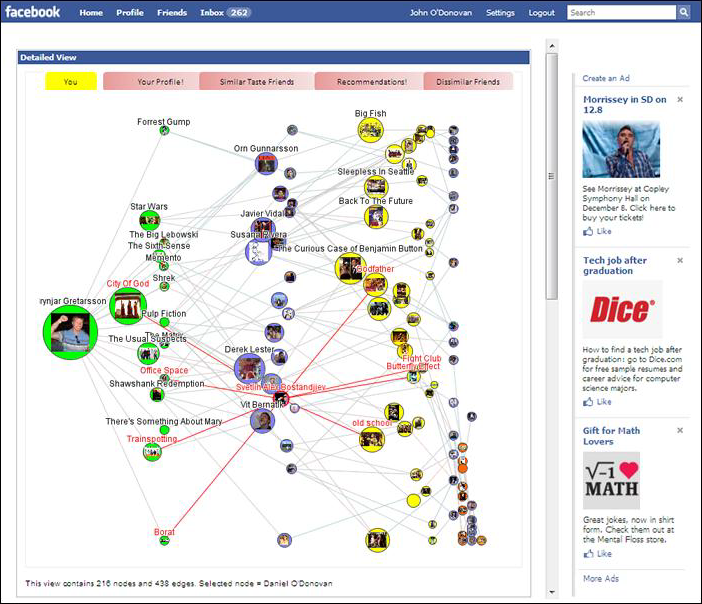 facebook Home Profile Friends Inbox 262 John O'Donovan Settings Logout Search
Detailed View
You Your Profile! Similar Taste Friends Recommendations! Dissimilar Friends
Forrest Gump
Big Fish
Orn Gunnarsson
Sleepless In Seattle
Back To The Future
Star Wars
Javier Vidal
The Big Lebowski
Susana Rivera
The Sixth Sense
The Curious Case of Benjamin Button
Memento
Godfather
Shrek
City Of God
rynjar Gretarsson
Pulp Fiction
The Matrix
The Usual Suspects
Derek Lester
Fight Club
Butterfly Effect
Office Space
Shawshank Redemption
Svetlin Alex Bostandjiev
Vit Bernatik
There's Something About Mary
old school
Trainspotting
Borat
This view contains 216 nodes and 438 edges. Selected node = Daniel O'Donovan
Create an Ad
Morrissey in SD on
12.8
See Morrissey at Copley
Symphony Hall on
December 8. Click here to
buy your tickets!
Like
Tech job after
graduation
Dice
How to find a tech job after
graduation: go to Dice.com
for free sample resumes and
career advice for computer
science majors.
Like
Gift for Math
Lovers
√-1 ♥
MATH
Great jokes, now in shirt
form. Check them out at
the Mental Floss store.
Like
More Ads